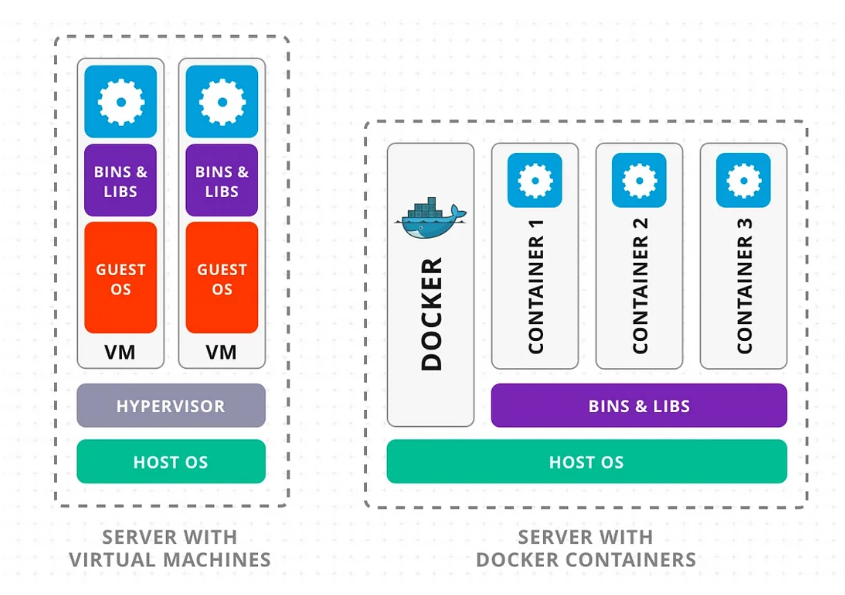 BINS &
LIBS
GUEST
OS
VM
BINS &
LIBS
GUEST
OS
VM
HYPERVISOR
HOST OS
SERVER WITH
VIRTUAL MACHINES
DOCKER
CONTAINER 1
CONTAINER 2
CONTAINER 3
BINS & LIBS
HOST OS
SERVER WITH
DOCKER CONTAINERS